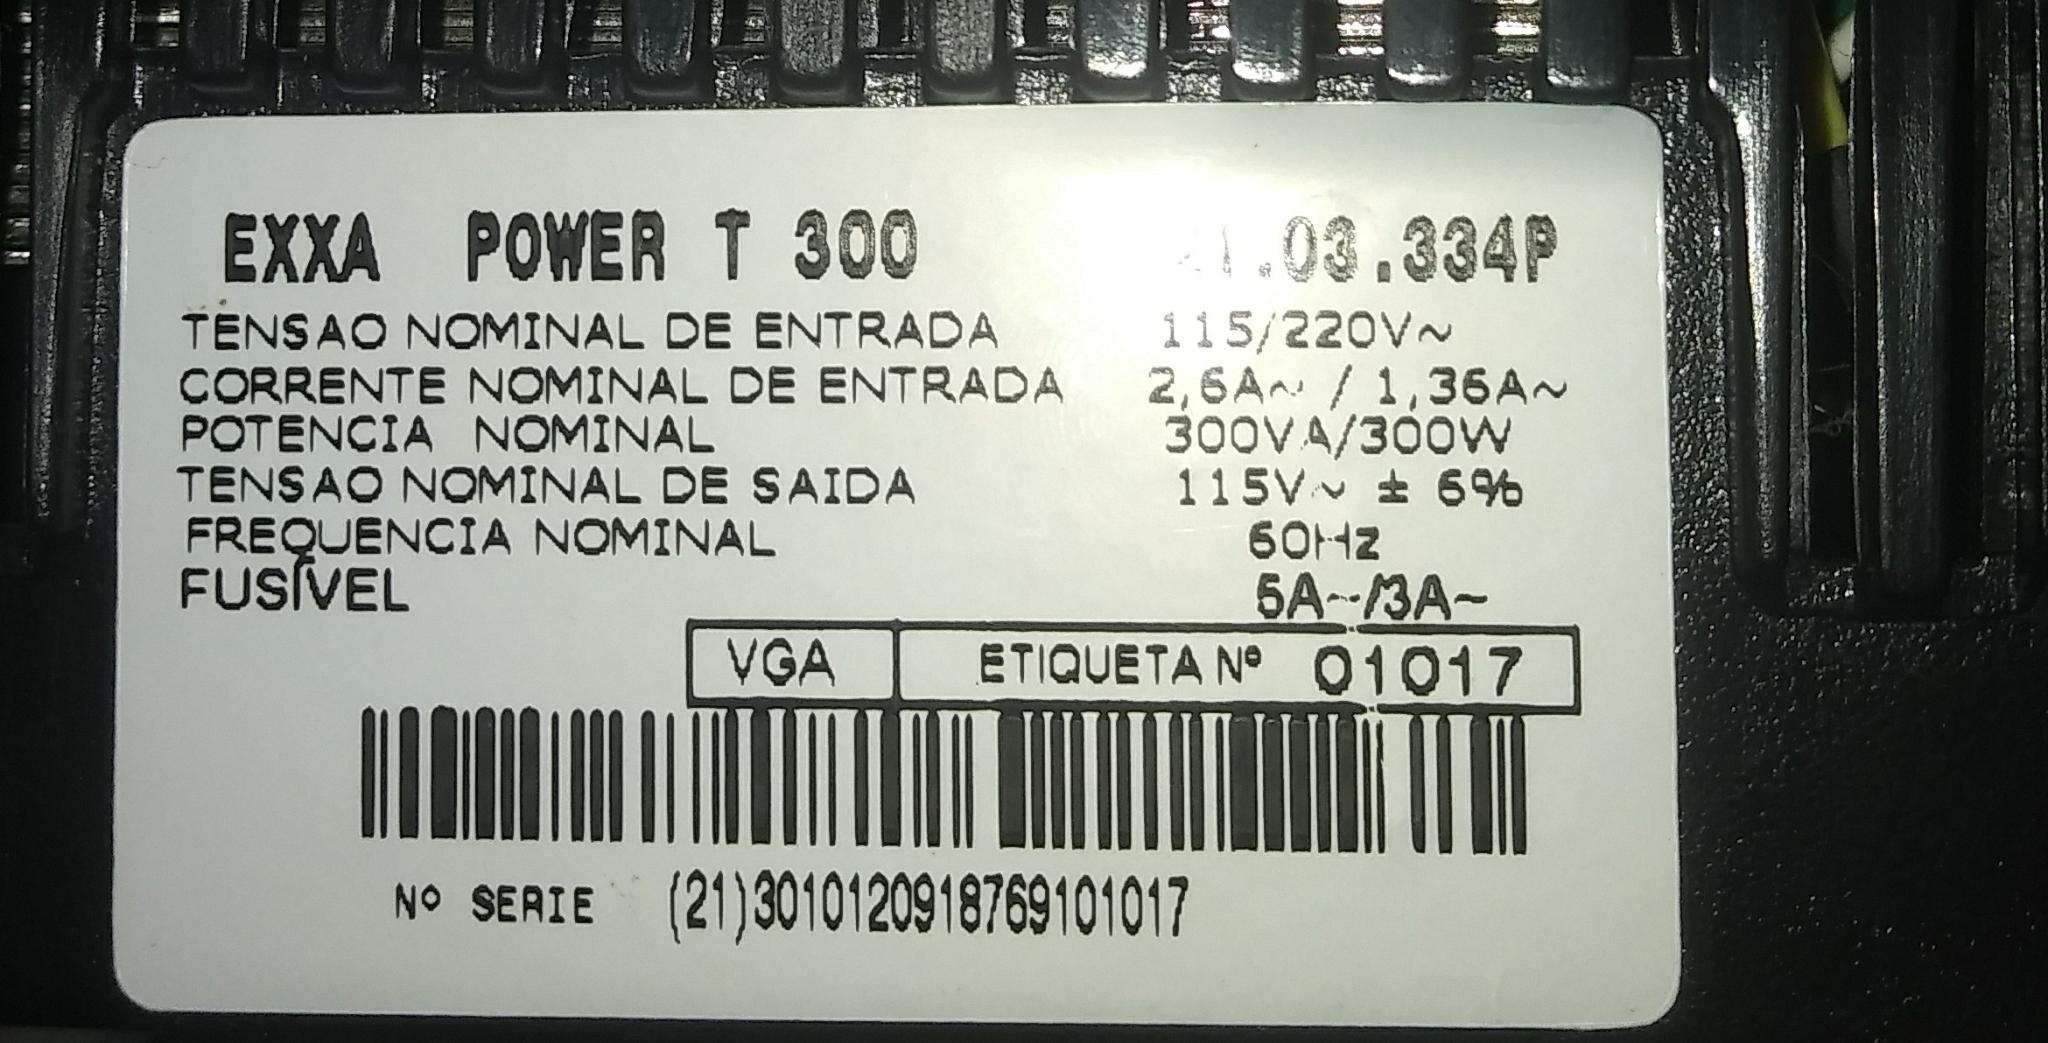 EXXA POWER T 300 .03.334P
TENSAO NOMINAL DE ENTRADA 115/220V~
CORRENTE NOMINAL DE ENTRADA 2,6A~ / 1,36A~
POTENCIA NOMINAL 300VA/300W
TENSAO NOMINAL DE SAIDA 115V~ ± 6%
FREQUENCIA NOMINAL 60Hz
FUSÍVEL 5A~/3A~
VGA ETIQUETA Nº 01017
Nº SERIE (21)3010120918769101017